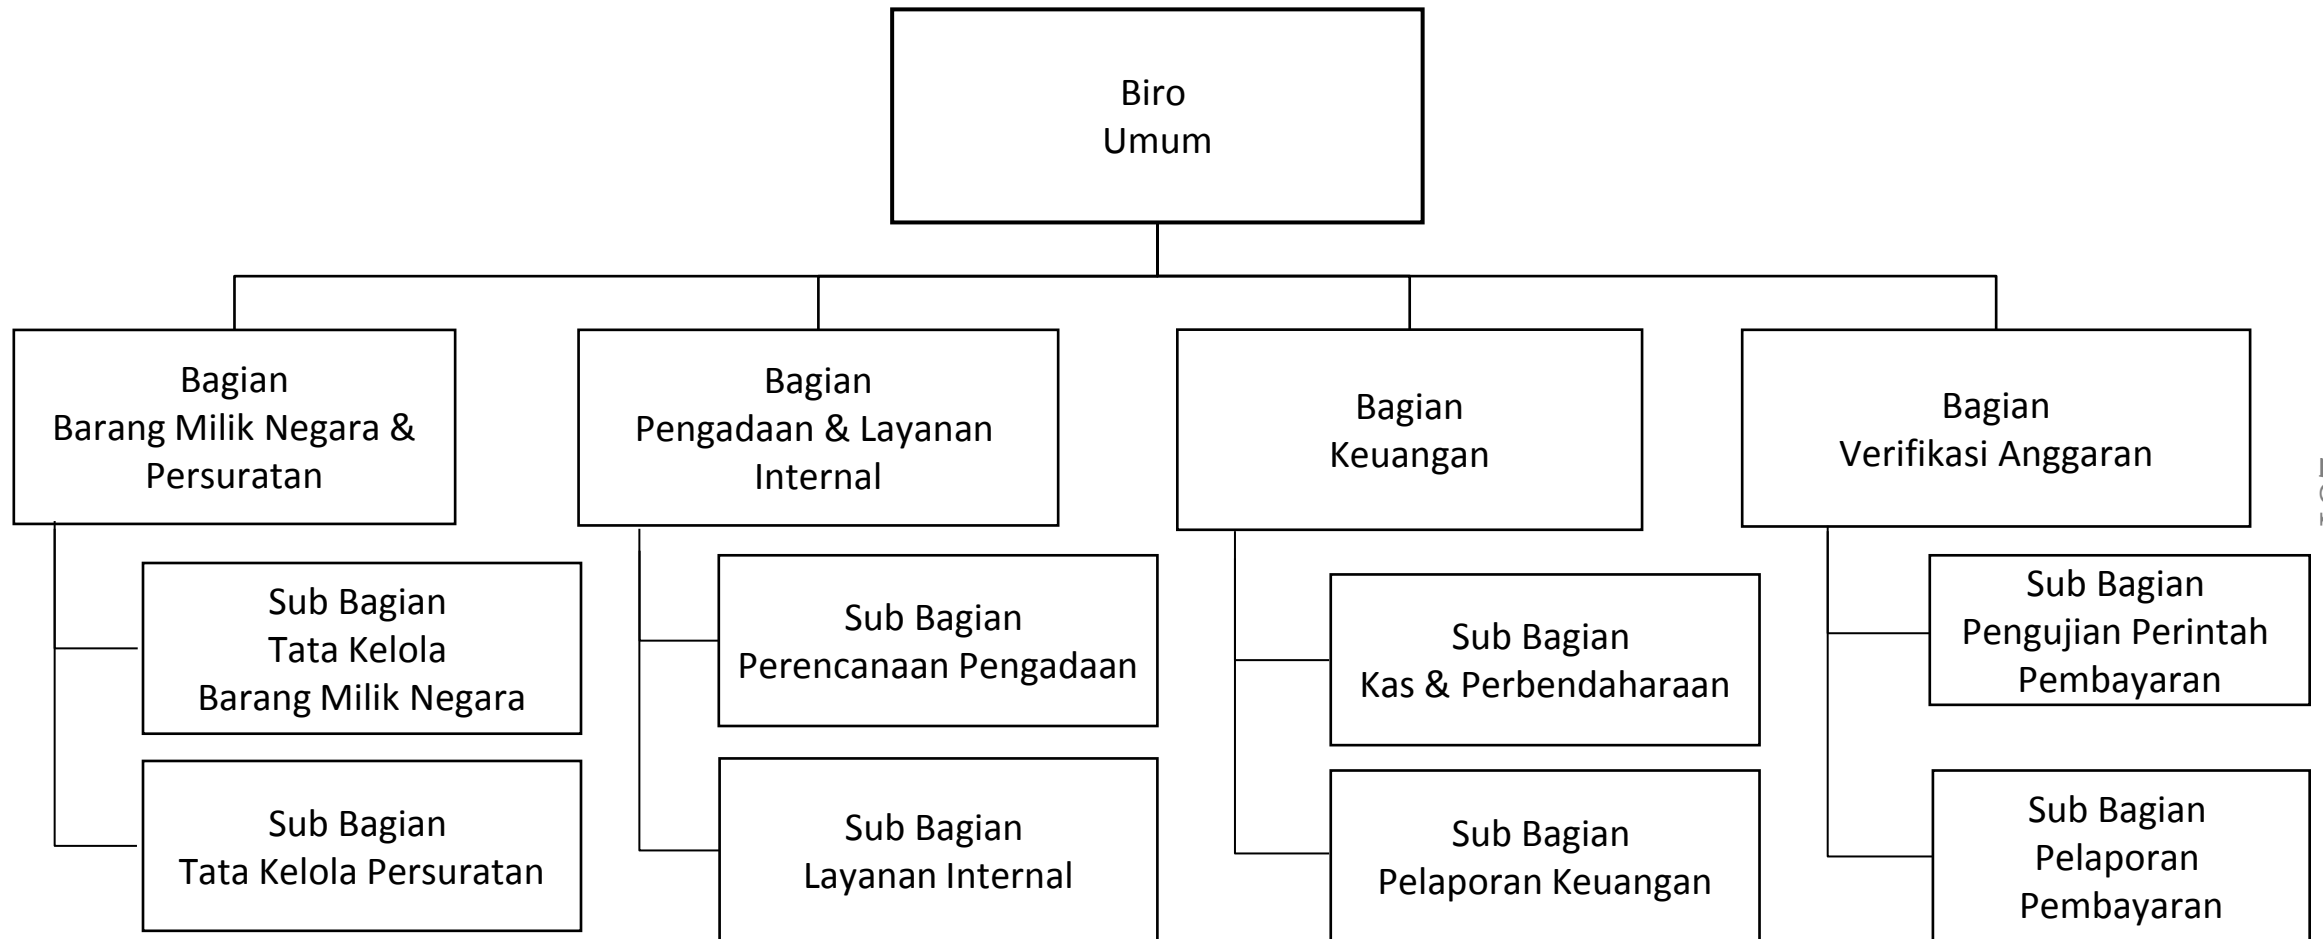 Biro
Umum
Bagian
Barang Milik Negara &
Persuratan
Bagian
Pengadaan & Layanan
Internal
Bagian
Keuangan
Bagian
Verifikasi Anggaran
Sub Bagian
Tata Kelola
Barang Milik Negara
Sub Bagian
Perencanaan Pengadaan
Sub Bagian
Kas & Perbendaharaan
Sub Bagian
Pengujian Perintah
Pembayaran
Sub Bagian
Tata Kelola Persuratan
Sub Bagian
Layanan Internal
Sub Bagian
Pelaporan Keuangan
Sub Bagian
Pelaporan
Pembayaran